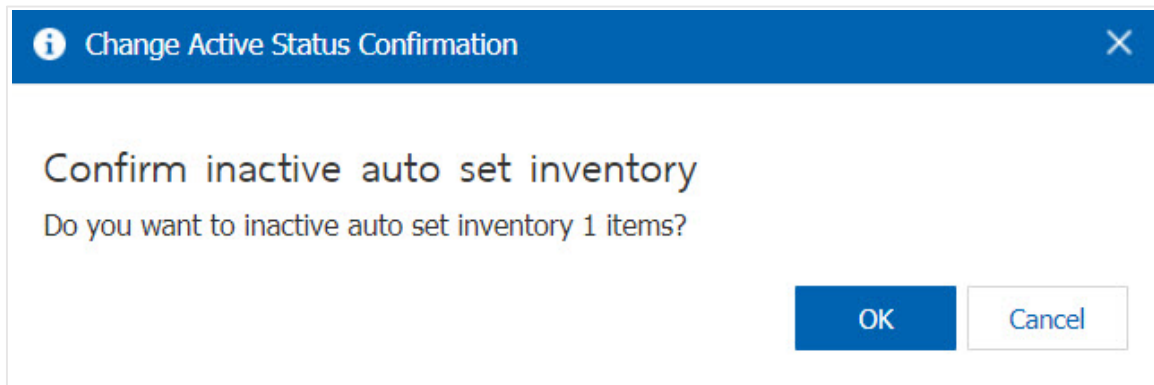 Change Active Status Confirmation
Confirm inactive auto set inventory
Do you want to inactive auto set inventory 1 items?
OK Cancel